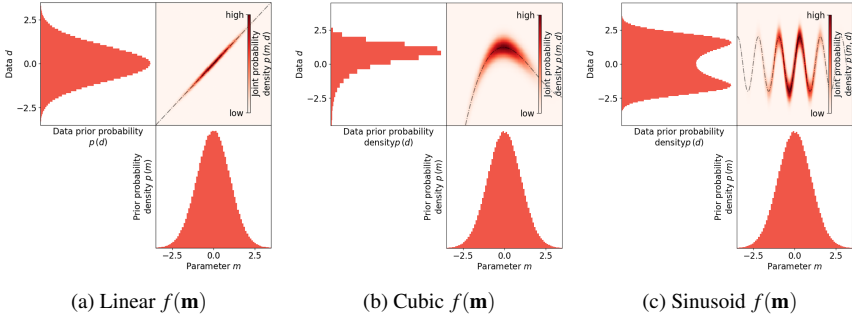 high
Joint probability
density p(m,d)
low
Data d
2.5
0.0
−2.5
Data prior probability
p(d)
Prior probability
density p(m)
−2.5 0.0 2.5
Parameter m
(a) Linear f(m)
high
Joint probability
density p(m,d)
low
Data d
2.5
0.0
−2.5
Data prior probability
densityp(d)
Prior probability
density p(m)
−2.5 0.0 2.5
Parameter m
(b) Cubic f(m)
high
Joint probability
density p(m,d)
low
Data d
2.5
0.0
−2.5
Data prior probability
densityp(d)
Prior probability
density p(m)
−2.5 0.0 2.5
Parameter m
(c) Sinusoid f(m)